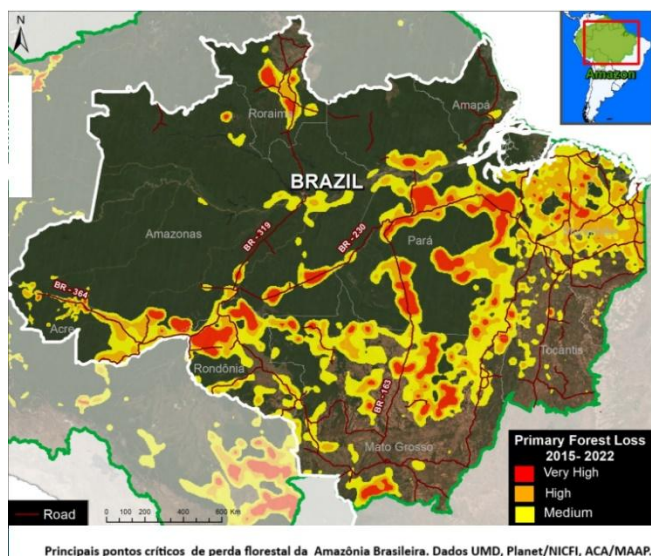 N
Amazon
Roraima
Amapá
BRAZIL
Amazonas
BR - 319
BR - 230
Pará
BR - 364
Acre
Rondônia
Tocantis
BR - 163
Mato Grosso
Primary Forest Loss
2015- 2022
Very High
High
Medium
Road
0 100 200 400 600 Km
Principais pontos críticos de perda florestal da Amazônia Brasileira. Dados UMD, Planet/NICFI, ACA/MAAP.